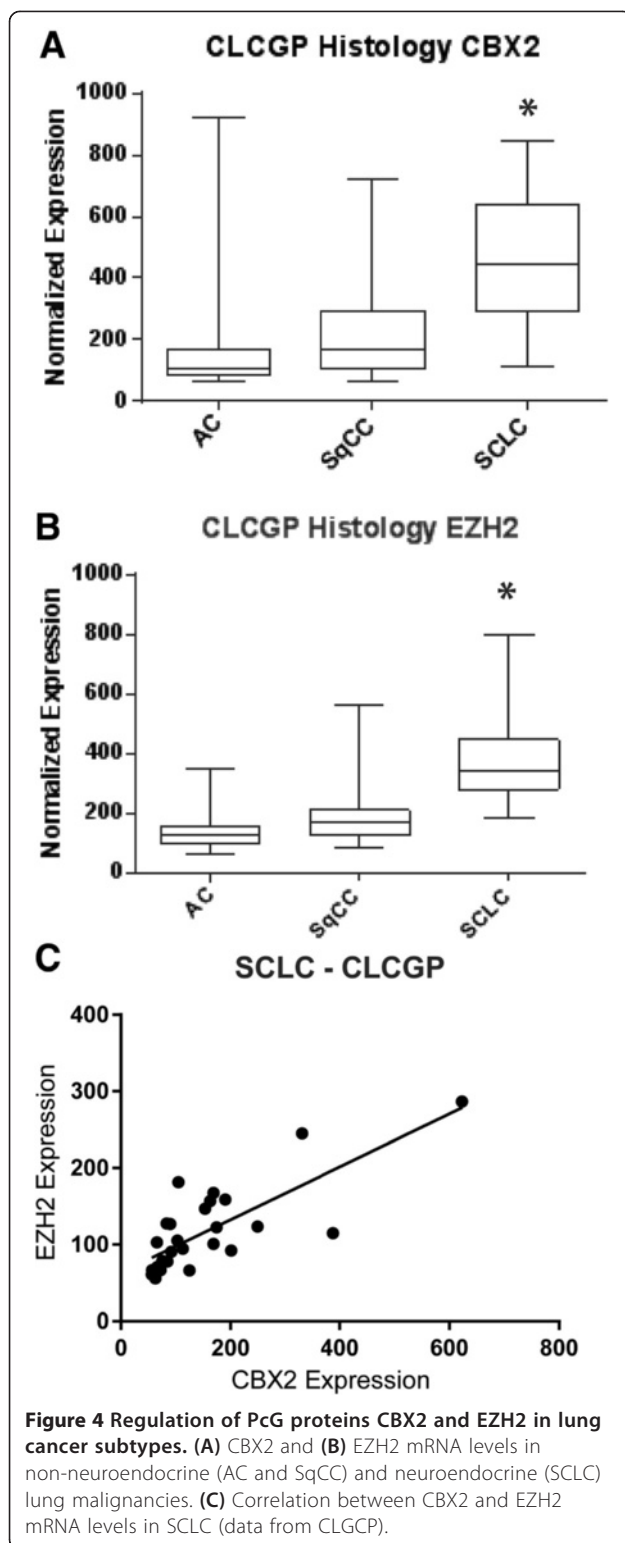 A
CLCGP Histology CBX2
Normalized Expression
1000
800
600
400
200
0
*
AC
SqCC
SCLC
B
CLCGP Histology EZH2
Normalized Expression
1000
800
600
400
200
0
*
AC
SqCC
SCLC
C
SCLC - CLCGP
EZH2 Expression
400
300
200
100
0
0 200 400 600 800
CBX2 Expression
Figure 4 Regulation of PcG proteins CBX2 and EZH2 in lung
cancer subtypes. (A) CBX2 and (B) EZH2 mRNA levels in
non-neuroendocrine (AC and SqCC) and neuroendocrine (SCLC)
lung malignancies. (C) Correlation between CBX2 and EZH2
mRNA levels in SCLC (data from CLGCP).